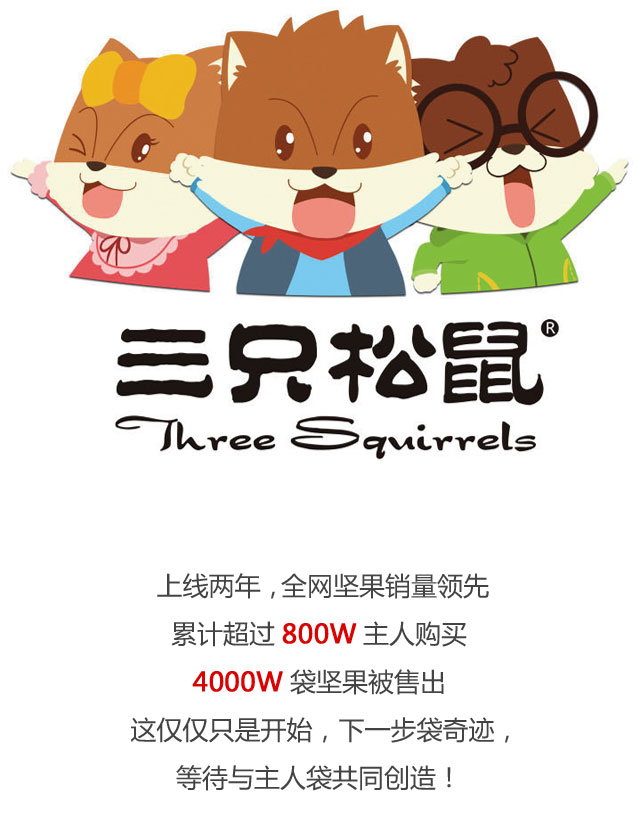 三只松鼠®
Three Squirrels
上线两年，全网坚果销量领先
累计超过 800W 主人购买
4000W 袋坚果被售出
这仅仅只是开始，下一步袋奇迹，
等待与主人袋共同创造！